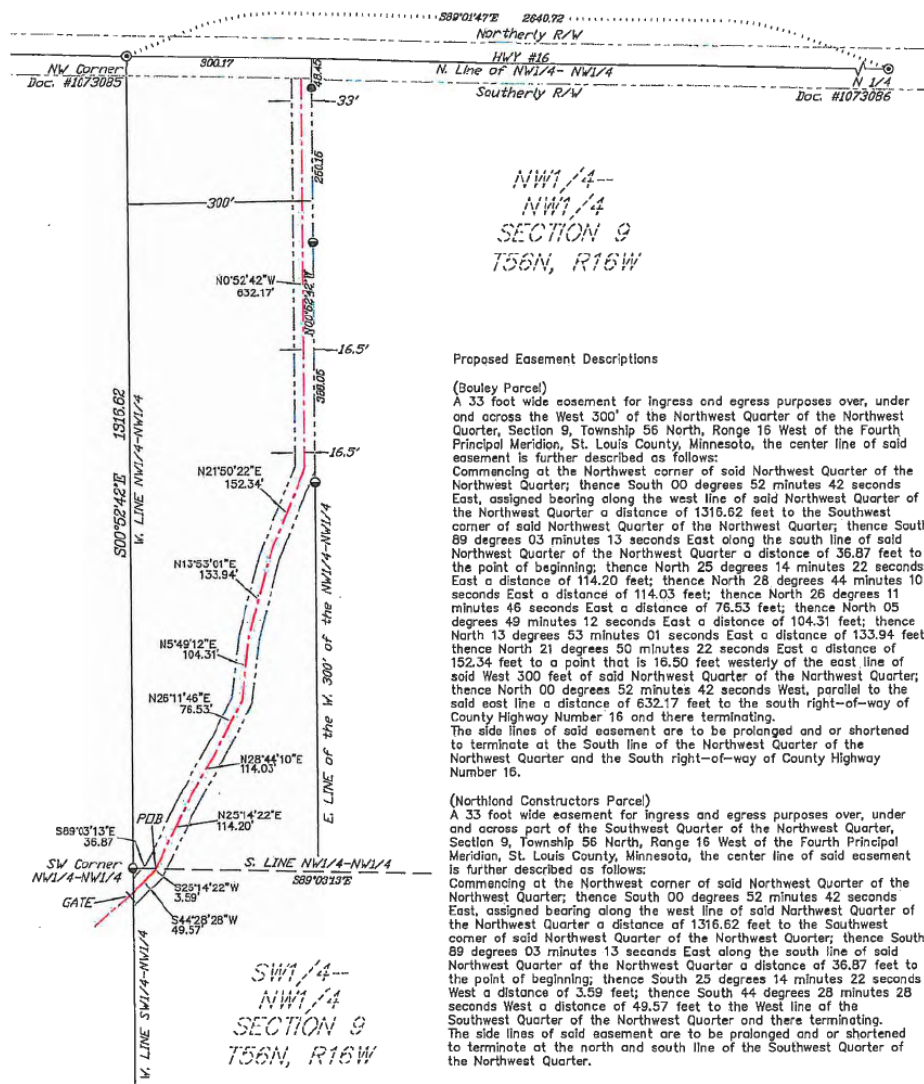 S89°01'47"E 2640.72
Northerly R/W
HWY #16
300.17
48.45
N. Line of NW1/4- NW1/4
NW Corner
Doc. #1073085
N 1/4
Doc. #1073086
Southerly R/W
33'
260.16
300'
NW1/4--
NW1/4
SECTION 9
T56N, R16W
N0°52'42"W
632.17'
N00°52'42"W
16.5'
388.06
S00°52'42"E 1316.62
W. LINE NW1/4-NW1/4
16.5'
N21°50'22"E
152.34'
N13°53'01"E
133.94'
N5°49'12"E
104.31'
N26°11'46"E
76.53'
N28°44'10"E
114.03'
E. LINE of the W. 300' of the NW1/4-NW1/4
N25°14'22"E
114.20'
POB
S89°03'13"E
36.87
SW Corner
NW1/4-NW1/4
S. LINE NW1/4-NW1/4
S89°03'13"E
S25°14'22"W
3.59'
GATE
S44°28'28"W
49.57'
W. LINE SW1/4-NW1/4
SW1/4--
NW1/4
SECTION 9
T56N, R16W
Proposed Easement Descriptions
(Bouley Parcel)
A 33 foot wide easement for ingress and egress purposes over, under
and across the West 300' of the Northwest Quarter of the Northwest
Quarter, Section 9, Township 56 North, Range 16 West of the Fourth
Principal Meridian, St. Louis County, Minnesota, the center line of said
easement is further described as follows:
Commencing at the Northwest corner of said Northwest Quarter of the
Northwest Quarter; thence South 00 degrees 52 minutes 42 seconds
East, assigned bearing along the west line of said Northwest Quarter of
the Northwest Quarter a distance of 1316.62 feet to the Southwest
corner of said Northwest Quarter of the Northwest Quarter; thence South
89 degrees 03 minutes 13 seconds East along the south line of said
Northwest Quarter of the Northwest Quarter a distance of 36.87 feet to
the point of beginning; thence North 25 degrees 14 minutes 22 seconds
East a distance of 114.20 feet; thence North 28 degrees 44 minutes 10
seconds East a distance of 114.03 feet; thence North 26 degrees 11
minutes 46 seconds East a distance of 76.53 feet; thence North 05
degrees 49 minutes 12 seconds East a distance of 104.31 feet; thence
North 13 degrees 53 minutes 01 seconds East a distance of 133.94 feet
thence North 21 degrees 50 minutes 22 seconds East a distance of
152.34 feet to a point that is 16.50 feet westerly of the east line of
said West 300 feet of said Northwest Quarter of the Northwest Quarter;
thence North 00 degrees 52 minutes 42 seconds West, parallel to the
said east line a distance of 632.17 feet to the south right-of-way of
County Highway Number 16 and there terminating.
The side lines of said easement are to be prolonged and or shortened
to terminate at the South line of the Northwest Quarter of the
Northwest Quarter and the South right-of-way of County Highway
Number 16.
(Northland Constructors Parcel)
A 33 foot wide easement for ingress and egress purposes over, under
and across part of the Southwest Quarter of the Northwest Quarter,
Section 9, Township 56 North, Range 16 West of the Fourth Principal
Meridian, St. Louis County, Minnesota, the center line of said easement
is further described as follows:
Commencing at the Northwest corner of said Northwest Quarter of the
Northwest Quarter; thence South 00 degrees 52 minutes 42 seconds
East, assigned bearing along the west line of said Northwest Quarter of
the Northwest Quarter a distance of 1316.62 feet to the Southwest
corner of said Northwest Quarter of the Northwest Quorter; thence South
89 degrees 03 minutes 13 seconds East along the south line of said
Northwest Quarter of the Northwest Quarter a distance of 36.87 feet to
the point of beginning; thence South 25 degrees 14 minutes 22 seconds
West a distance of 3.59 feet; thence South 44 degrees 28 minutes 28
seconds West a distance of 49.57 feet to the West line of the
Southwest Quarter of the Northwest Quarter and there terminating.
The side lines of said easement are to be prolonged and or shortened
to terminate at the north and south line of the Southwest Quarter of
the Northwest Quarter.